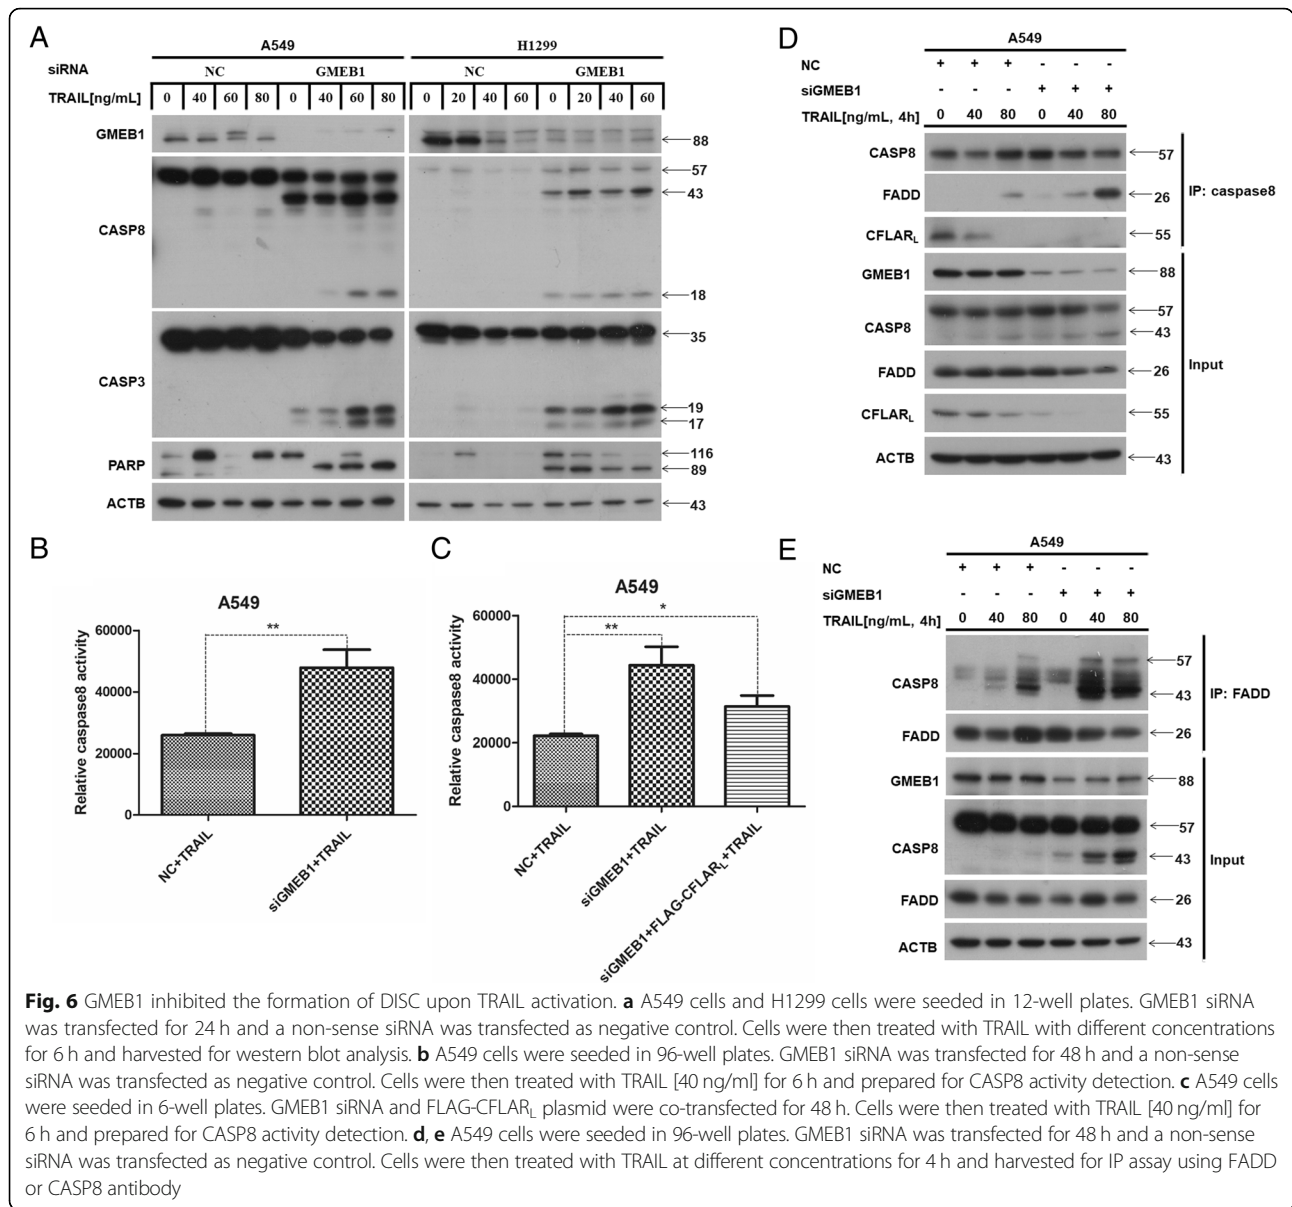 A
A549
H1299
siRNA
NC
GMEB1
NC
GMEB1
TRAIL[ng/mL]
0 40 60 80 0 40 60 80
0 20 40 60 0 20 40 60
GMEB1
88
57
43
CASP8
18
35
CASP3
19
17
116
PARP
89
ACTB
43
B
A549
Relative caspase8 activity
60000
40000
20000
0
**
NC+TRAIL
siGMEB1+TRAIL
C
A549
Relative caspase8 activity
60000
40000
20000
0
*
**
NC+TRAIL
siGMEB1+TRAIL
siGMEB1+FLAG-CFLARL+TRAIL
D
A549
NC + + + - - -
siGMEB1 - - - + + +
TRAIL[ng/mL, 4h] 0 40 80 0 40 80
CASP8 57
FADD 26
IP: caspase8
CFLARL 55
GMEB1 88
57
CASP8 43
Input
FADD 26
CFLARL 55
ACTB 43
E
A549
NC + + + - - -
siGMEB1 - - - + + +
TRAIL[ng/mL, 4h] 0 40 80 0 40 80
57
CASP8 43
IP: FADD
FADD 26
GMEB1 88
57
CASP8 43
Input
FADD 26
ACTB 43
Fig. 6 GMEB1 inhibited the formation of DISC upon TRAIL activation. a A549 cells and H1299 cells were seeded in 12-well plates. GMEB1 siRNA
was transfected for 24 h and a non-sense siRNA was transfected as negative control. Cells were then treated with TRAIL with different concentrations
for 6 h and harvested for western blot analysis. b A549 cells were seeded in 96-well plates. GMEB1 siRNA was transfected for 48 h and a non-sense
siRNA was transfected as negative control. Cells were then treated with TRAIL [40 ng/ml] for 6 h and prepared for CASP8 activity detection. c A549 cells
were seeded in 6-well plates. GMEB1 siRNA and FLAG-CFLARL plasmid were co-transfected for 48 h. Cells were then treated with TRAIL [40 ng/ml] for
6 h and prepared for CASP8 activity detection. d, e A549 cells were seeded in 96-well plates. GMEB1 siRNA was transfected for 48 h and a non-sense
siRNA was transfected as negative control. Cells were then treated with TRAIL at different concentrations for 4 h and harvested for IP assay using FADD
or CASP8 antibody